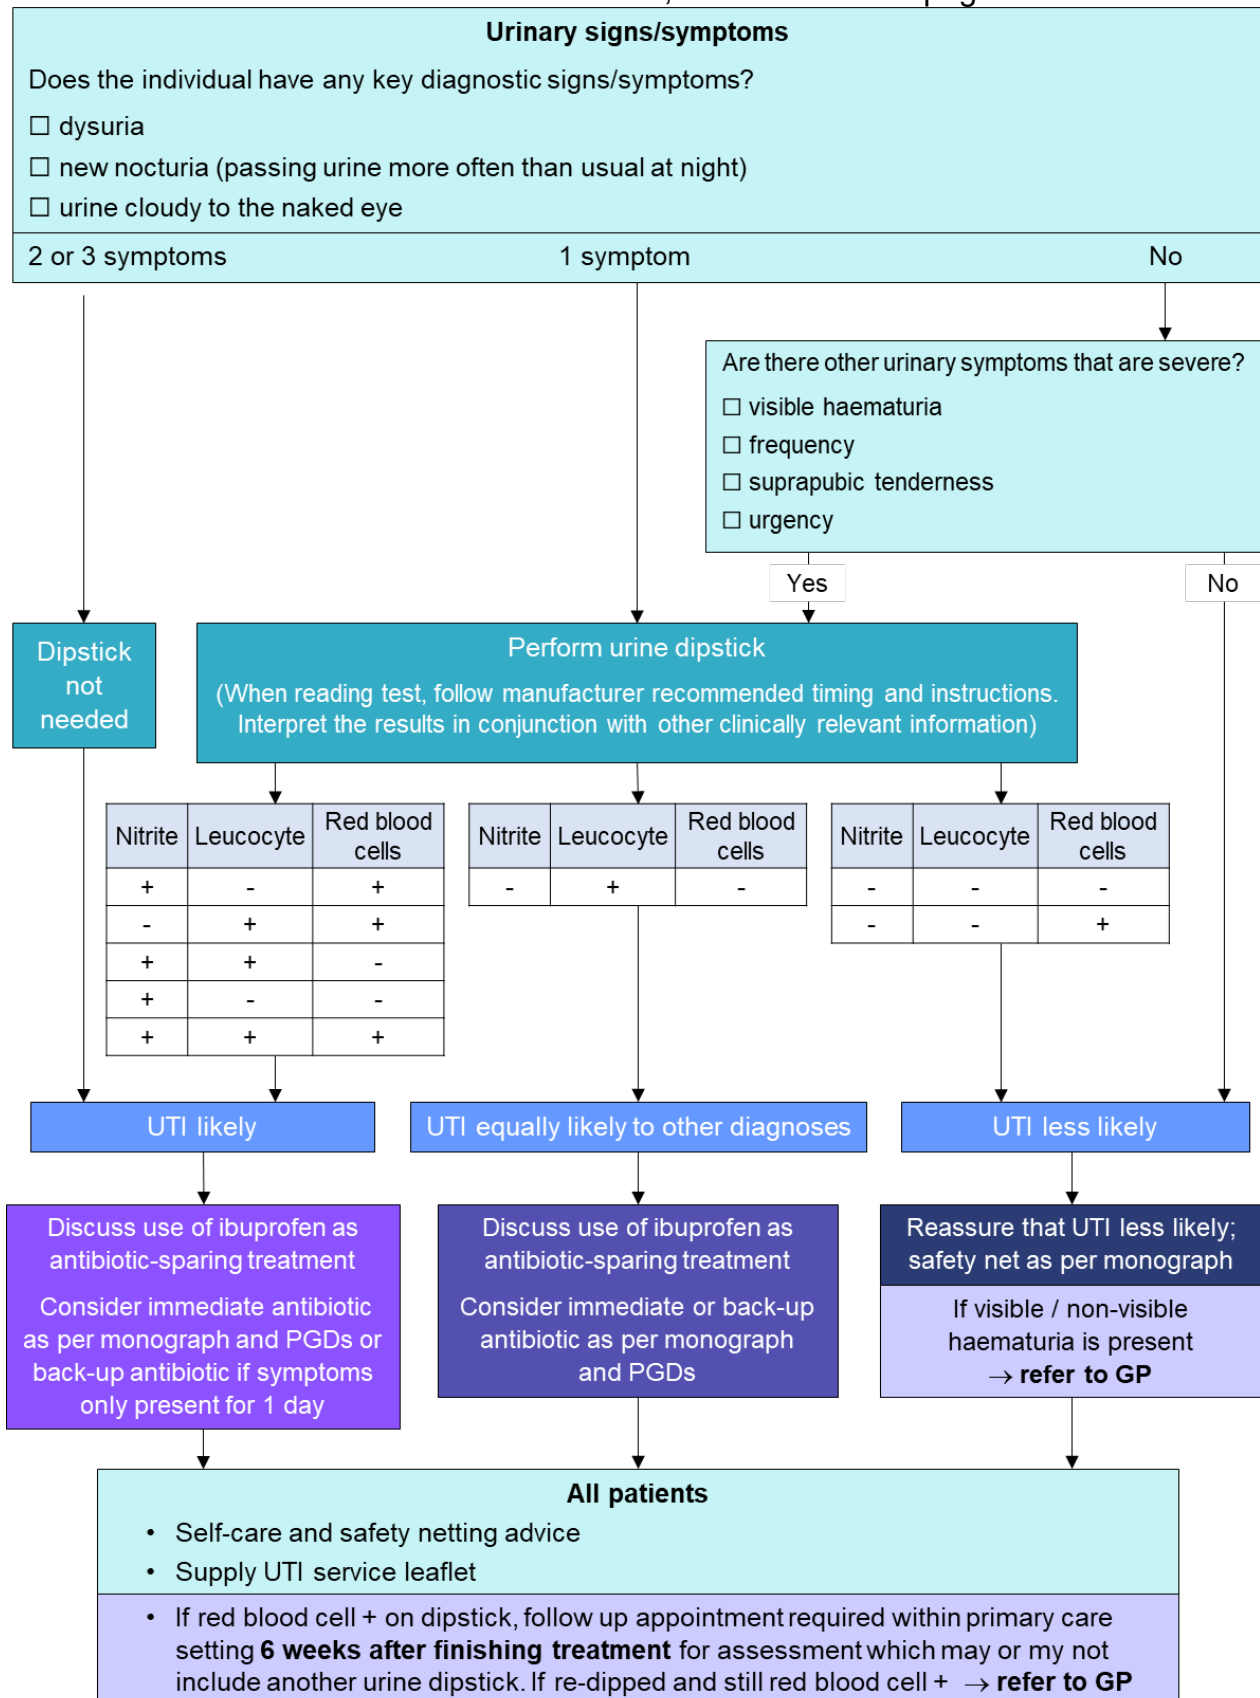 Urinary signs/symptoms
Does the individual have any key diagnostic signs/symptoms?
☐ dysuria
☐ new nocturia (passing urine more often than usual at night)
☐ urine cloudy to the naked eye
2 or 3 symptoms
1 symptom
No
Are there other urinary symptoms that are severe?
☐ visible haematuria
☐ frequency
☐ suprapubic tenderness
☐ urgency
Yes
No
Dipstick
not
needed
Perform urine dipstick
(When reading test, follow manufacturer recommended timing and instructions.
Interpret the results in conjunction with other clinically relevant information)
Nitrite Leucocyte Red blood
cells
+ - +
- + +
+ + -
+ - -
+ + +
Nitrite Leucocyte Red blood
cells
- + -
Nitrite Leucocyte Red blood
cells
- - -
- - +
UTI likely
UTI equally likely to other diagnoses
UTI less likely
Discuss use of ibuprofen as
antibiotic-sparing treatment
Consider immediate antibiotic
as per monograph and PGDs or
back-up antibiotic if symptoms
only present for 1 day
Discuss use of ibuprofen as
antibiotic-sparing treatment
Consider immediate or back-up
antibiotic as per monograph
and PGDs
Reassure that UTI less likely;
safety net as per monograph
If visible / non-visible
haematuria is present
→ refer to GP
All patients
• Self-care and safety netting advice
• Supply UTI service leaflet
• If red blood cell + on dipstick, follow up appointment required within primary care
setting 6 weeks after finishing treatment for assessment which may or my not
include another urine dipstick. If re-dipped and still red blood cell + → refer to GP